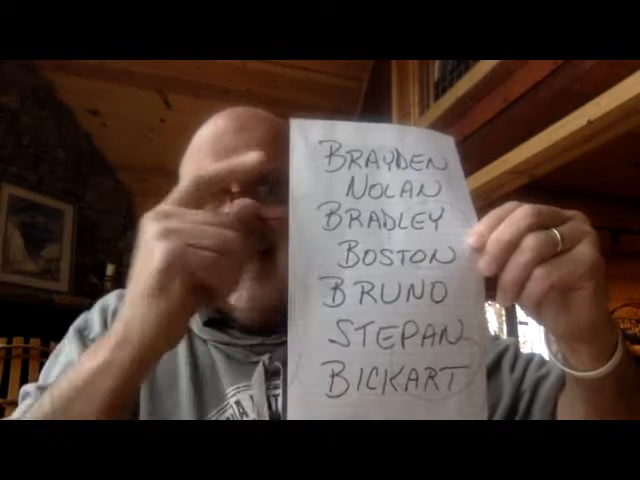 BRAYDEN
NOLAN
BRADLEY
BOSTON
BRUNO
STEPAN
BICKART